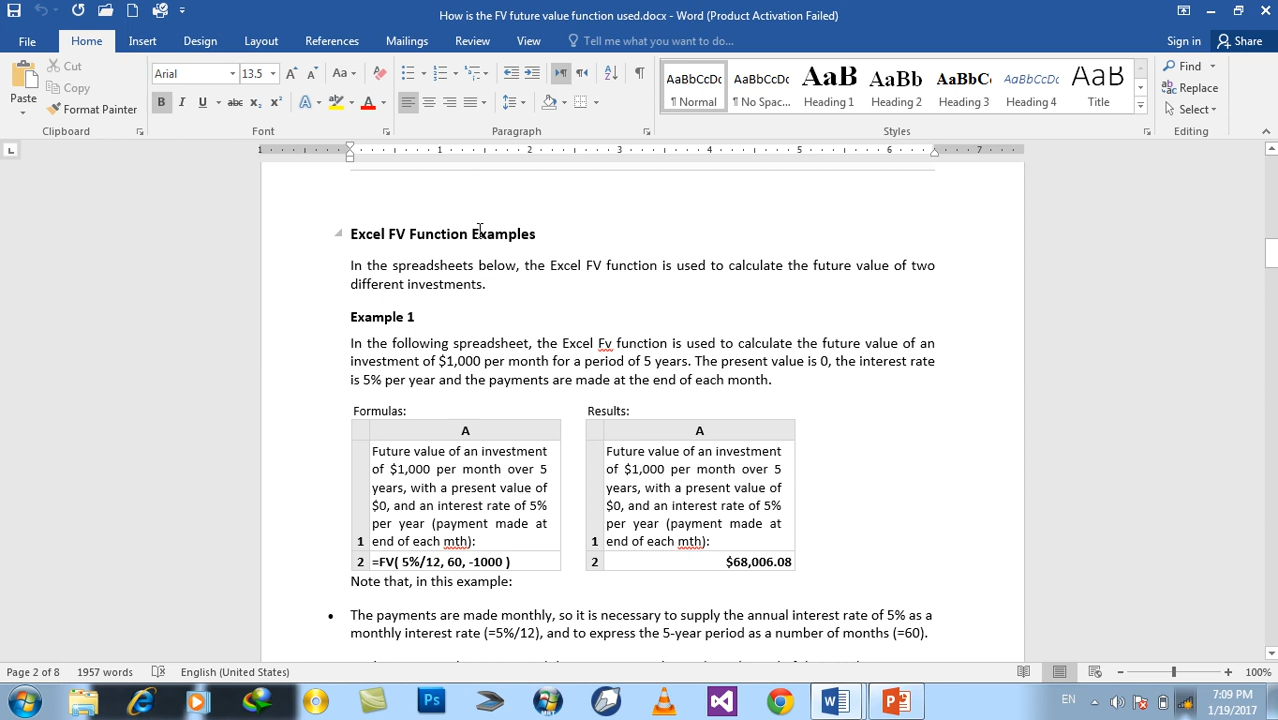 How is the FV future value function used.docx - Word (Product Activation Failed)
File Home Insert Design Layout References Mailings Review View Tell me what you want to do... Sign in Share
Paste
Cut
Copy
Format Painter
Clipboard
Arial 13.5
Font
Paragraph
AaBbCcDc AaBbCcDc AaB AaBb AaBbC AaBbCcDc AaB
¶ Normal ¶ No Spac... Heading 1 Heading 2 Heading 3 Heading 4 Title
Styles
Find
Replace
Select
Editing
1 1 2 3 4 5 6 7
Excel FV Function Examples
In the spreadsheets below, the Excel FV function is used to calculate the future value of two
different investments.
Example 1
In the following spreadsheet, the Excel Fv function is used to calculate the future value of an
investment of $1,000 per month for a period of 5 years. The present value is 0, the interest rate
is 5% per year and the payments are made at the end of each month.
Formulas:
A
Future value of an investment
of $1,000 per month over 5
years, with a present value of
$0, and an interest rate of 5%
per year (payment made at
1 end of each mth):
2 =FV( 5%/12, 60, -1000 )
Results:
A
Future value of an investment
of $1,000 per month over 5
years, with a present value of
$0, and an interest rate of 5%
per year (payment made at
1 end of each mth):
2 $68,006.08
Note that, in this example:
• The payments are made monthly, so it is necessary to supply the annual interest rate of 5% as a
monthly interest rate (=5%/12), and to express the 5-year period as a number of months (=60).
Page 2 of 8 1957 words English (United States) 100%
EN 7:09 PM
1/19/2017